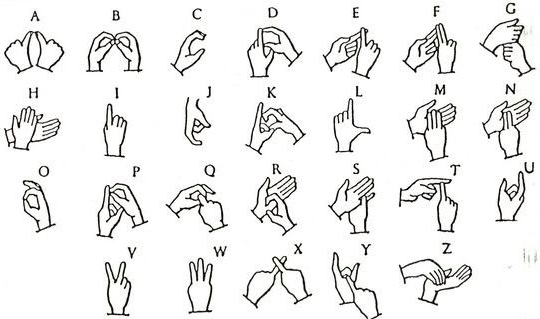 A B C D E F G
H I J K L M N
O P Q R S T U
V W X Y Z